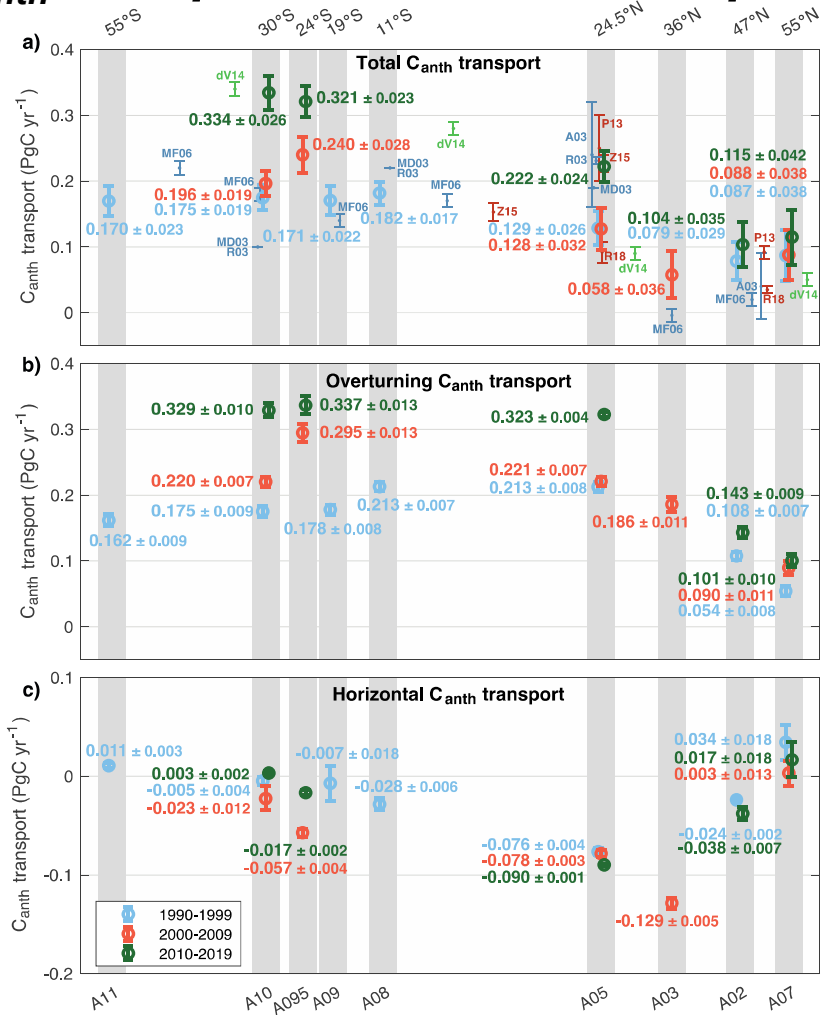 55°S 30°S 24°S 19°S 11°S 24.5°N 36°N 47°N 55°N
a)
Total Canth transport
Canth transport (PgC yr-1)
0.4
0.3
0.2
0.1
0
dV14
0.334 ± 0.026
0.321 ± 0.023
MF06
0.240 ± 0.028
MF06
0.196 ± 0.019
0.175 ± 0.019
0.170 ± 0.023
MD03
R03
0.171 ± 0.022
MF06
MD03
R03
0.182 ± 0.017
dV14
MF06
Z15
A03
P13
R03
Z15
MD03
0.222 ± 0.024
0.129 ± 0.026
0.128 ± 0.032
R18
dV14
0.058 ± 0.036
MF06
0.115 ± 0.042
0.088 ± 0.038
0.087 ± 0.038
0.104 ± 0.035
0.079 ± 0.029
P13
A03
MF06
R18
dV14
b)
Overturning Canth transport
Canth transport (PgC yr-1)
0.4
0.3
0.2
0.1
0
0.329 ± 0.010
0.337 ± 0.013
0.295 ± 0.013
0.220 ± 0.007
0.175 ± 0.009
0.162 ± 0.009
0.178 ± 0.008
0.213 ± 0.007
0.323 ± 0.004
0.221 ± 0.007
0.213 ± 0.008
0.186 ± 0.011
0.143 ± 0.009
0.108 ± 0.007
0.101 ± 0.010
0.090 ± 0.011
0.054 ± 0.008
c)
Horizontal Canth transport
Canth transport (PgC yr-1)
0.1
0
-0.1
-0.2
0.011 ± 0.003
0.003 ± 0.002
-0.005 ± 0.004
-0.023 ± 0.012
-0.007 ± 0.018
-0.028 ± 0.006
-0.017 ± 0.002
-0.057 ± 0.004
-0.076 ± 0.004
-0.078 ± 0.003
-0.090 ± 0.001
-0.129 ± 0.005
0.034 ± 0.018
0.017 ± 0.018
0.003 ± 0.013
-0.024 ± 0.002
-0.038 ± 0.007
1990-1999
2000-2009
2010-2019
A11 A10 A095 A09 A08 A05 A03 A02 A07